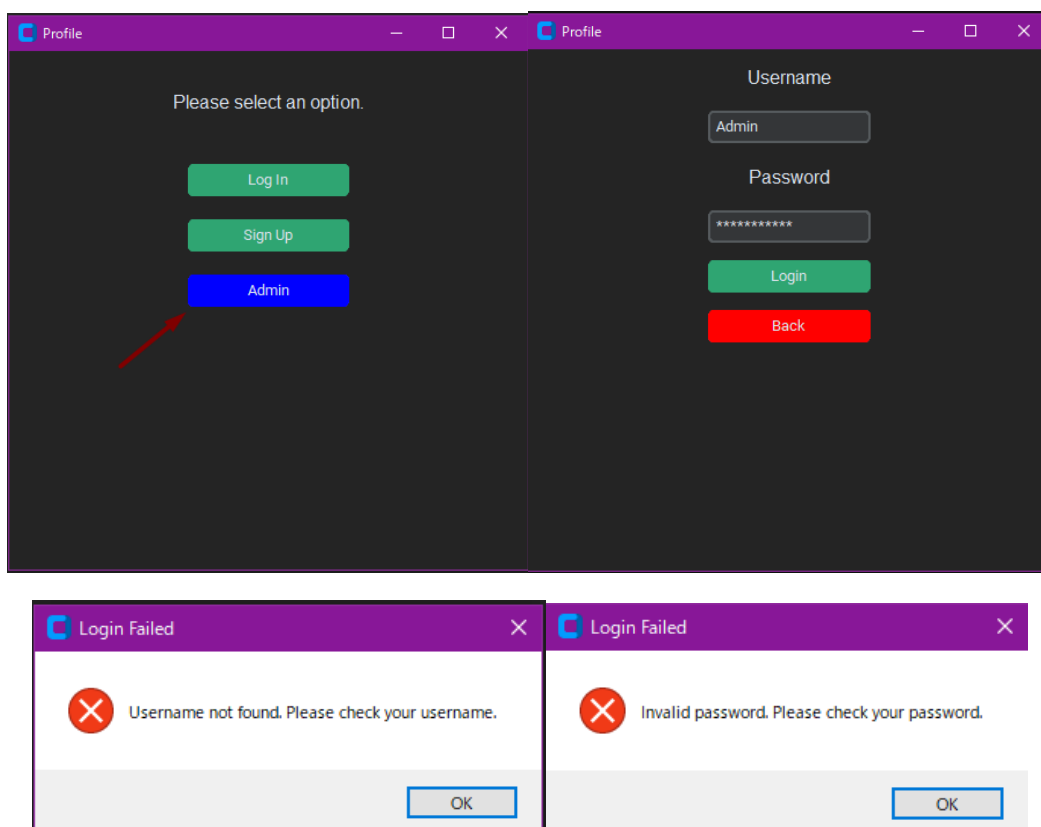 Profile
Please select an option.
Log In
Sign Up
Admin
Profile
Username
Admin
Password
***********
Login
Back
Login Failed
Username not found. Please check your username.
OK
Login Failed
Invalid password. Please check your password.
OK